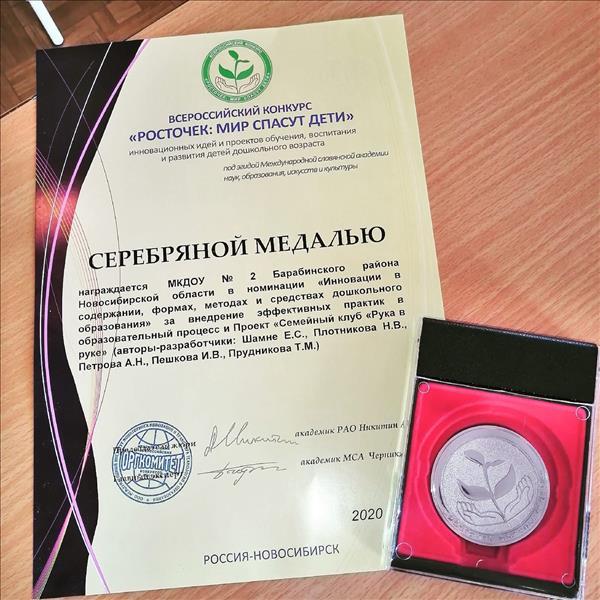 ВСЕРОССИЙСКИЙ КОНКУРС
«РОСТОЧЕК: МИР СПАСУТ ДЕТИ»
инновационных идей и проектов обучения, воспитания
и развития детей дошкольного возраста
под эгидой Международной славянской академии
наук, образования, искусств и культуры
СЕРЕБРЯНОЙ МЕДАЛЬЮ
награждается МКДОУ № 2 Барабинского района
Новосибирской области в номинации «Инновации в
содержании, формах, методах и средствах дошкольного
образования» за внедрение эффективных практик в
образовательный процесс и Проект «Семейный клуб «Рука в
руке» (авторы-разработчики: Шамне Е.С., Плотникова Н.В.,
Петрова А.Н., Пешкова И.В., Прудникова Т.М.)
академик РАО Никитин А
ОРГКОМИТЕТ
академик МСА
2020
РОССИЯ-НОВОСИБИРСК